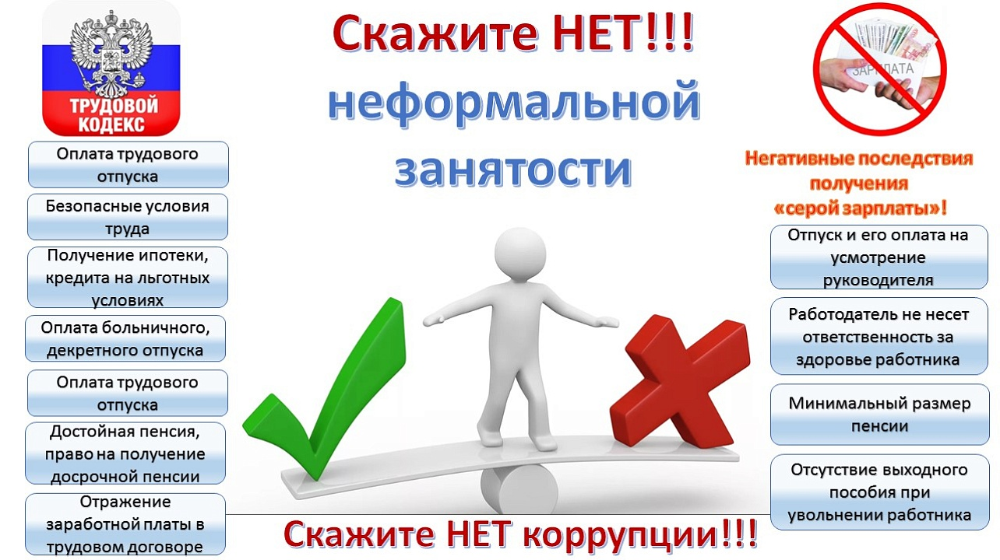 ТРУДОВОЙ
КОДЕКС
Оплата трудового
отпуска
Безопасные условия
труда
Получение ипотеки,
кредита на льготных
условиях
Оплата больничного,
декретного отпуска
Оплата трудового
отпуска
Достойная пенсия,
право на получение
досрочной пенсии
Отражение
заработной платы в
трудовом договоре
Скажите НЕТ!!!
неформальной
занятости
Скажите НЕТ коррупции!!!
ЗАРПЛАТА
Негативные последствия
получения
«серой зарплаты»!
Отпуск и его оплата на
усмотрение
руководителя
Работодатель не несет
ответственность за
здоровье работника
Минимальный размер
пенсии
Отсутствие выходного
пособия при
увольнении работника